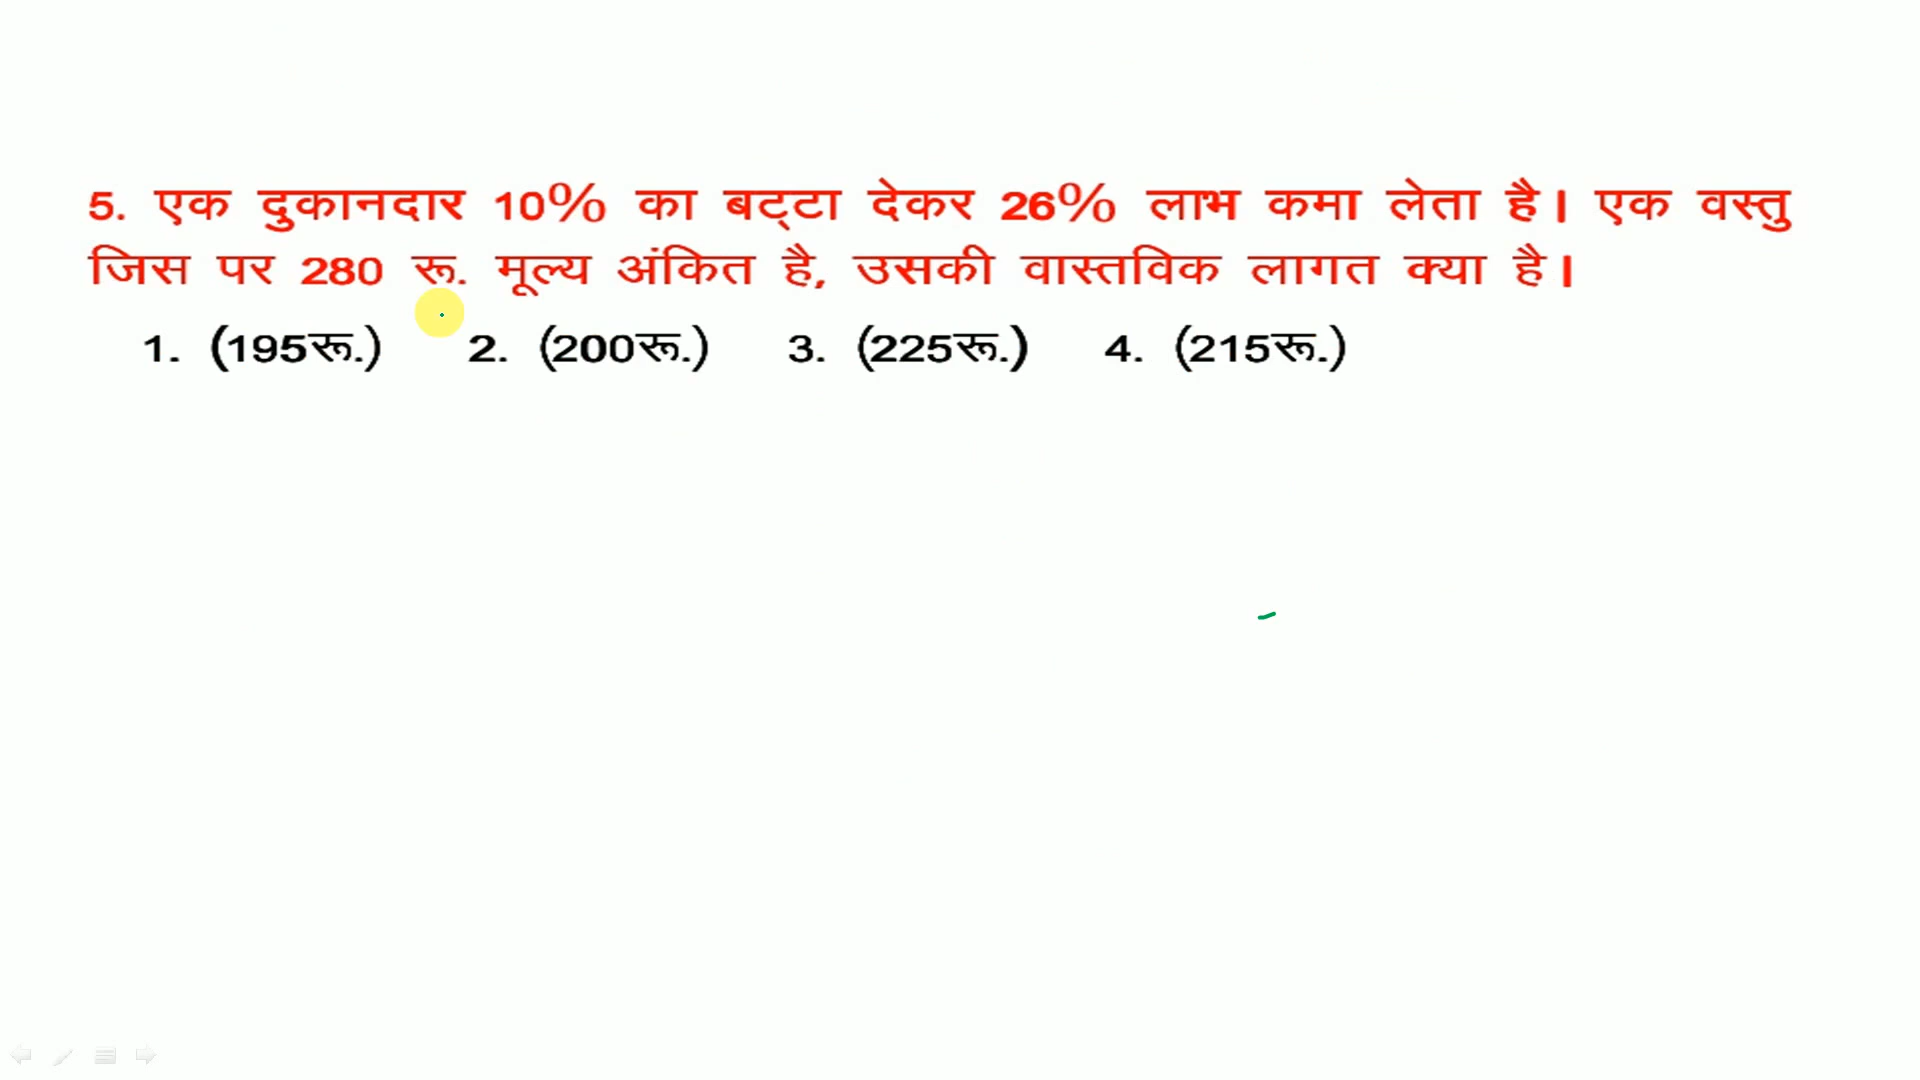 5. एक दुकानदार 10% का बट्टा देकर 26% लाभ कमा लेता है। एक वस्तु
जिस पर 280 रू. मूल्य अंकित है, उसकी वास्तविक लागत क्या है।
1. (195रू.) 2. (200रू.) 3. (225रू.) 4. (215रू.)